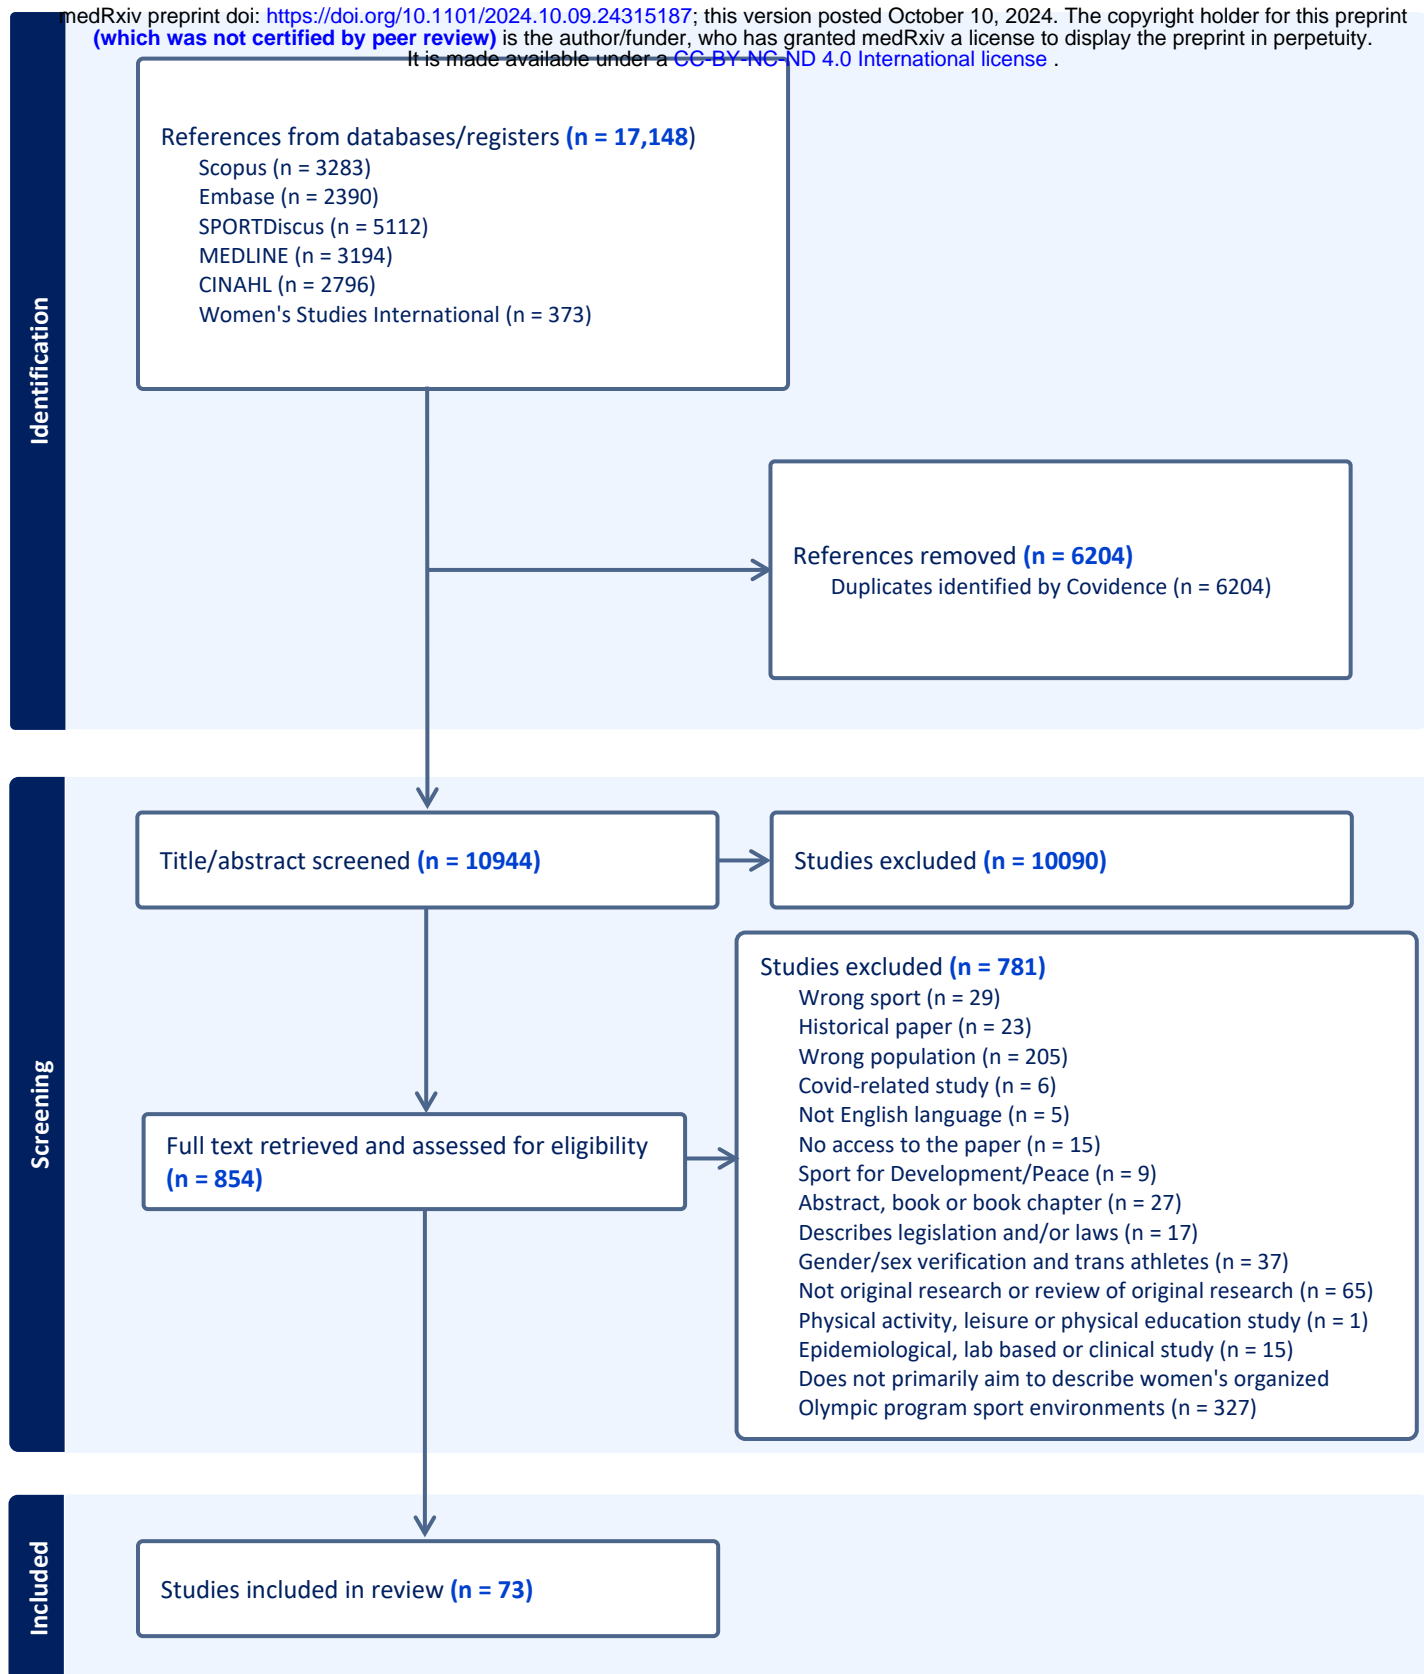 medRxiv preprint doi: https://doi.org/10.1101/2024.10.09.24315187; this version posted October 10, 2024. The copyright holder for this preprint
(which was not certified by peer review) is the author/funder, who has granted medRxiv a license to display the preprint in perpetuity.
It is made available under a CC-BY-NC-ND 4.0 International license .
Identification
References from databases/registers (n = 17,148)
Scopus (n = 3283)
Embase (n = 2390)
SPORTDiscus (n = 5112)
MEDLINE (n = 3194)
CINAHL (n = 2796)
Women's Studies International (n = 373)
References removed (n = 6204)
Duplicates identified by Covidence (n = 6204)
Screening
Title/abstract screened (n = 10944)
Studies excluded (n = 10090)
Full text retrieved and assessed for eligibility
(n = 854)
Studies excluded (n = 781)
Wrong sport (n = 29)
Historical paper (n = 23)
Wrong population (n = 205)
Covid-related study (n = 6)
Not English language (n = 5)
No access to the paper (n = 15)
Sport for Development/Peace (n = 9)
Abstract, book or book chapter (n = 27)
Describes legislation and/or laws (n = 17)
Gender/sex verification and trans athletes (n = 37)
Not original research or review of original research (n = 65)
Physical activity, leisure or physical education study (n = 1)
Epidemiological, lab based or clinical study (n = 15)
Does not primarily aim to describe women's organized
Olympic program sport environments (n = 327)
Included
Studies included in review (n = 73)